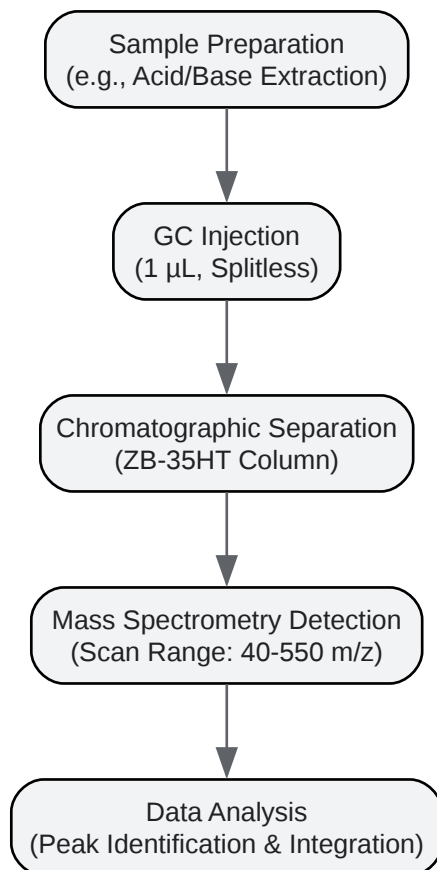 Sample Preparation
(e.g., Acid/Base Extraction)
GC Injection
(1 µL, Splitless)
Chromatographic Separation
(ZB-35HT Column)
Mass Spectrometry Detection
(Scan Range: 40-550 m/z)
Data Analysis
(Peak Identification & Integration)